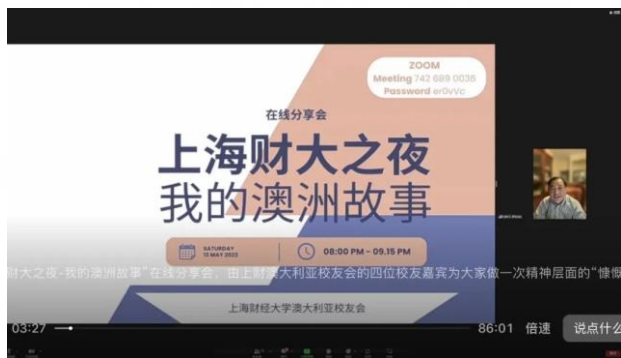 ZOOM
Meeting 742 689 0036
Password er0vVc
在线分享会
上海财大之夜
我的澳洲故事
SATURDAY
08:00 PM - 09.15 PM
财大之夜-我的澳洲故事”在线分享会，由上财澳大利亚校友会的四位校友嘉宾为大家做一次精神层面的“慷慨
上海财经大学澳大利亚校友会
03:27
86:01 倍速 说点什么